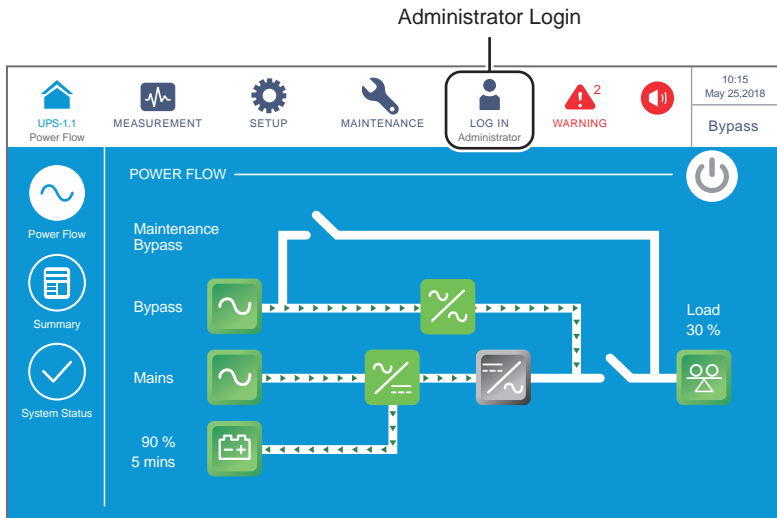 Administrator Login
10:15
May 25,2018
2
UPS-1.1
MEASUREMENT
SETUP
MAINTENANCE
LOG IN
WARNING
Power Flow
Administrator
Bypass
POWER FLOW
Power Flow
Maintenance
Bypass
Summary
Bypass
Load
30 %
Mains
System Status
90 %
5 mins